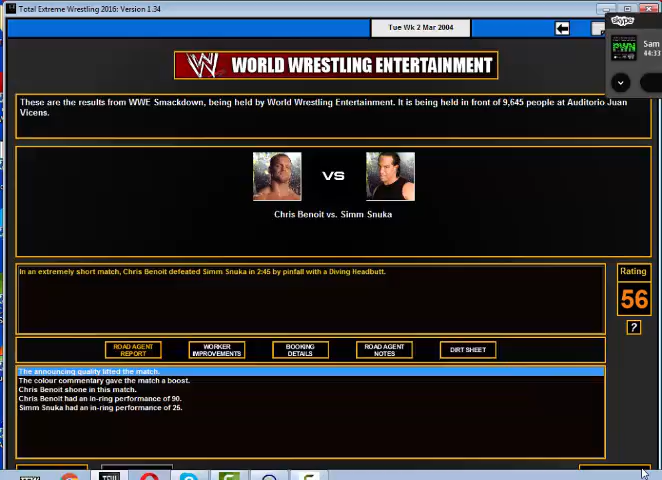 Total Extreme Wrestling 2016: Version 1.34
Tue Wk 2 Mar 2004
skype
PWN
Sam
44:33
WORLD WRESTLING ENTERTAINMENT
These are the results from WWE Smackdown, being held by World Wrestling Entertainment. It is being held in front of 9,645 people at Auditorio Juan
Vicens.
VS
Chris Benoit vs. Simm Snuka
In an extremely short match, Chris Benoit defeated Simm Snuka in 2:45 by pinfall with a Diving Headbutt.
Rating
56
?
ROAD AGENT
REPORT
WORKER
IMPROVEMENTS
BOOKING
DETAILS
ROAD AGENT
NOTES
DIRT SHEET
The announcing quality lifted the match.
The colour commentary gave the match a boost.
Chris Benoit shone in this match.
Chris Benoit had an in-ring performance of 90.
Simm Snuka had an in-ring performance of 25.